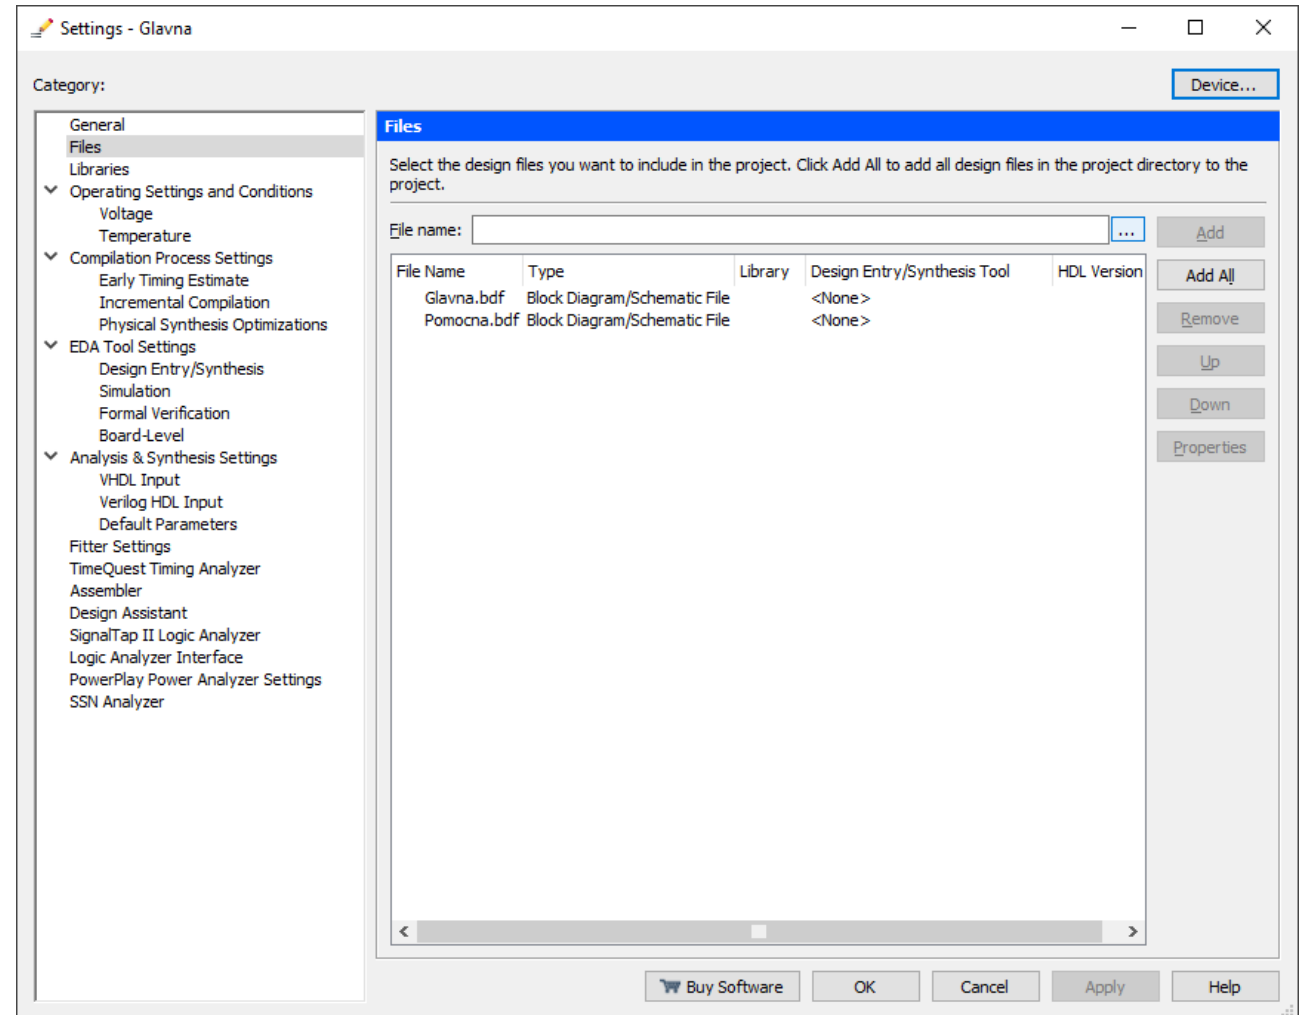 Settings - Glavna
Category:
Device...
General
Files
Libraries
Operating Settings and Conditions
Voltage
Temperature
Compilation Process Settings
Early Timing Estimate
Incremental Compilation
Physical Synthesis Optimizations
EDA Tool Settings
Design Entry/Synthesis
Simulation
Formal Verification
Board-Level
Analysis & Synthesis Settings
VHDL Input
Verilog HDL Input
Default Parameters
Fitter Settings
TimeQuest Timing Analyzer
Assembler
Design Assistant
SignalTap II Logic Analyzer
Logic Analyzer Interface
PowerPlay Power Analyzer Settings
SSN Analyzer
Files
Select the design files you want to include in the project. Click Add All to add all design files in the project directory to the
project.
File name: ... Add
File Name Type Library Design Entry/Synthesis Tool HDL Version
Glavna.bdf Block Diagram/Schematic File <None>
Pomocna.bdf Block Diagram/Schematic File <None>
Add All
Remove
Up
Down
Properties
Buy Software OK Cancel Apply Help